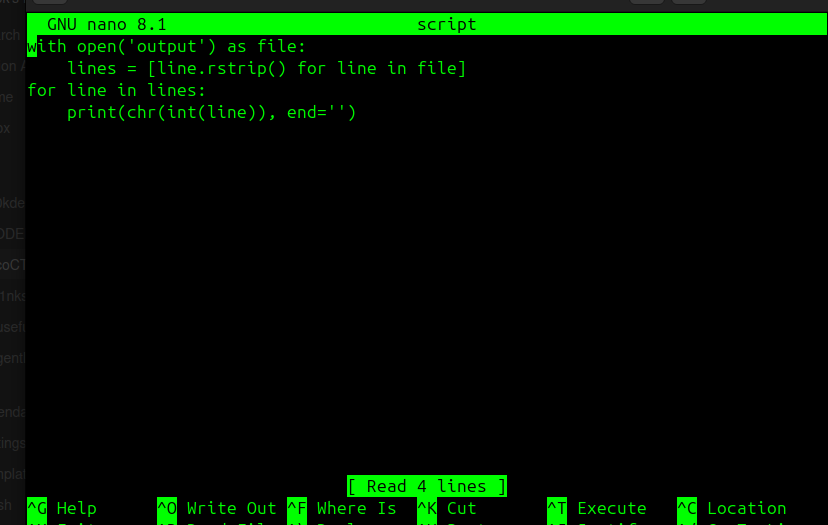 GNU nano 8.1 script
with open('output') as file:
    lines = [line.rstrip() for line in file]
for line in lines:
    print(chr(int(line)), end='')
[ Read 4 lines ]
^G Help ^O Write Out ^F Where Is ^K Cut ^T Execute ^C Location